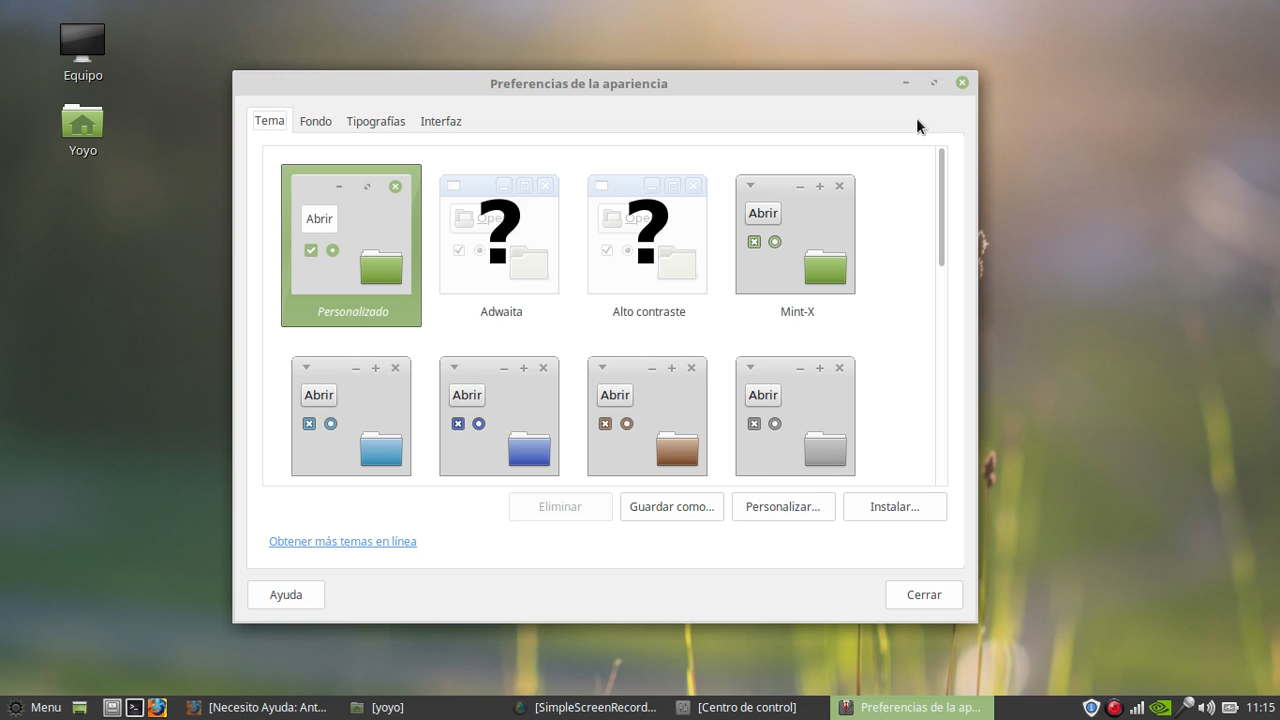 Equipo
Yoyo
Preferencias de la apariencia
Tema Fondo Tipografías Interfaz
Abrir
Open
Open
Abrir
Personalizado
Adwaita
Alto contraste
Mint-X
Abrir
Abrir
Abrir
Abrir
Eliminar
Guardar como...
Personalizar...
Instalar...
Obtener más temas en línea
Ayuda
Cerrar
Menu
[Necesito Ayuda: Ant...
[yoyo]
[SimpleScreenRecord...
[Centro de control]
Preferencias de la ap...
11:15